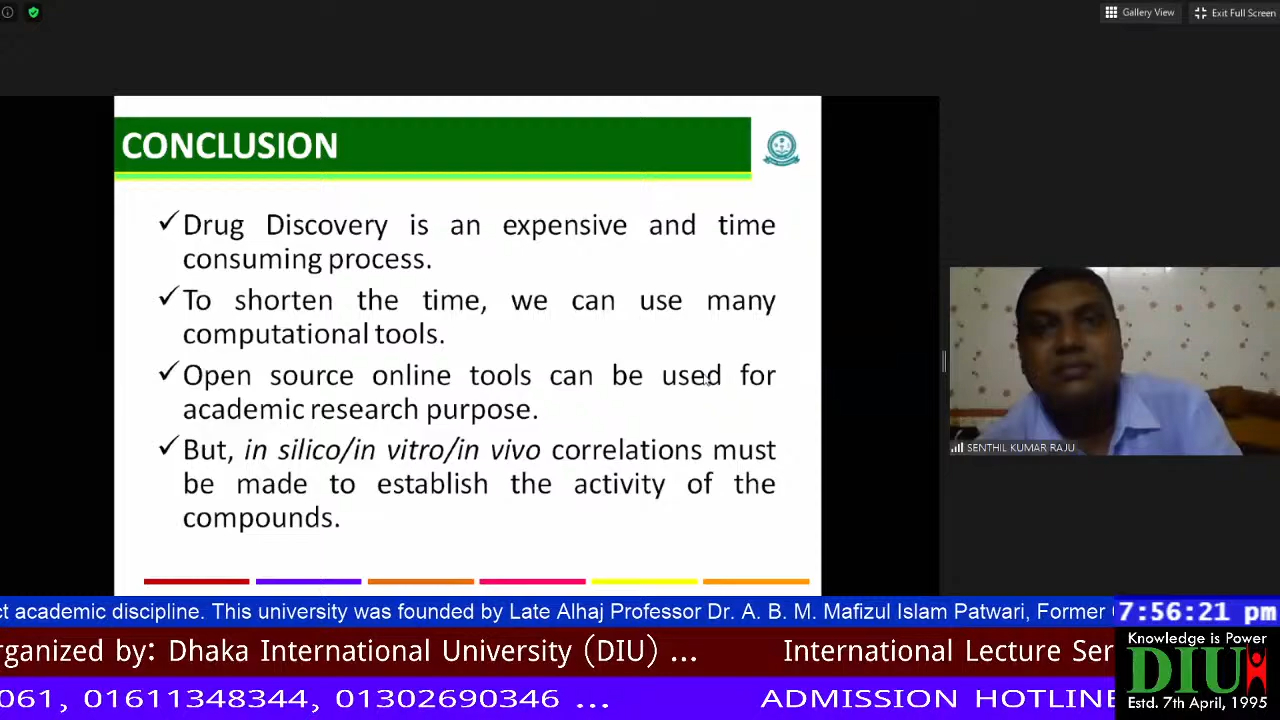 Gallery View
Exit Full Screen
CONCLUSION
✓Drug Discovery is an expensive and time
consuming process.
✓To shorten the time, we can use many
computational tools.
✓Open source online tools can be used for
academic research purpose.
✓But, in silico/in vitro/in vivo correlations must
be made to establish the activity of the
compounds.
SENTHIL KUMAR RAJU
ct academic discipline. This university was founded by Late Alhaj Professor Dr. A. B. M. Mafizul Islam Patwari, Former
7:56:21 pm
rganized by: Dhaka International University (DIU) ... International Lecture Ser
061, 01611348344, 01302690346 ... ADMISSION HOTLINE
Knowledge is Power
DIU
Estd. 7th April, 1995